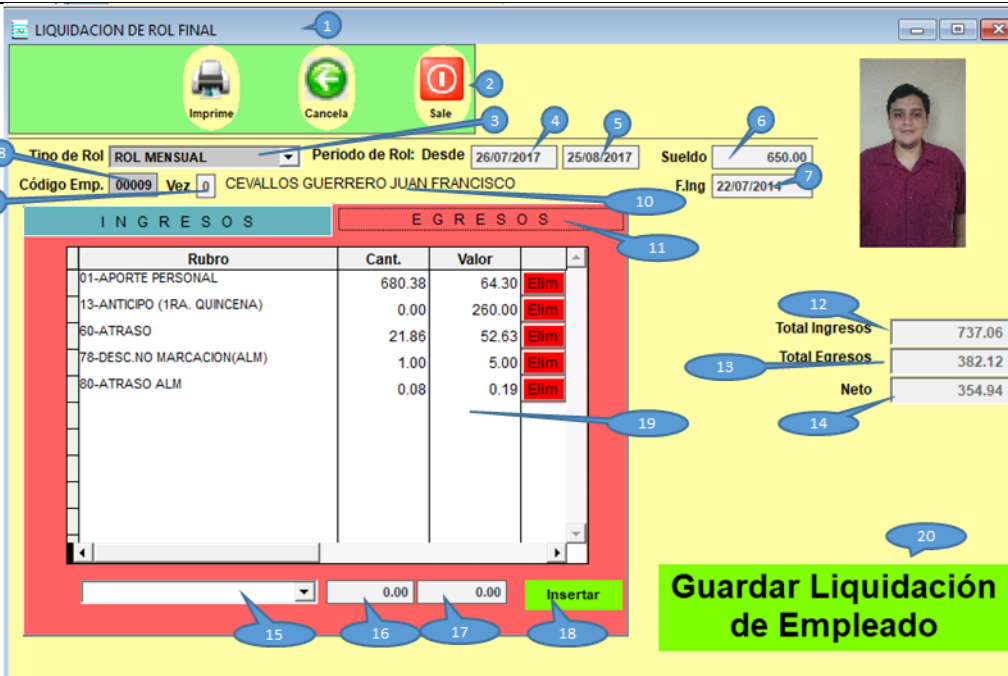 LIQUIDACION DE ROL FINAL 1
Imprime Cancela Sale 2
3 4 5 6
Tipo de Rol ROL MENSUAL Periodo de Rol: Desde 26/07/2017 25/08/2017 Sueldo 650.00
8
Código Emp. 00009 Vez 0 CEVALLOS GUERRERO JUAN FRANCISCO F.Ing 22/07/2014 7
10
I N G R E S O S E G R E S O S 11
Rubro Cant. Valor
01-APORTE PERSONAL 680.38 64.30 Elim
13-ANTICIPO (1RA. QUINCENA) 0.00 260.00 Elim
60-ATRASO 21.86 52.63 Elim
78-DESC.NO MARCACION(ALM) 1.00 5.00 Elim
80-ATRASO ALM 0.08 0.19 Elim
12
Total Ingresos 737.06
13 Total Egresos 382.12
Neto 354.94
19 14
20
0.00 0.00 Insertar
15 16 17 18
Guardar Liquidación
de Empleado